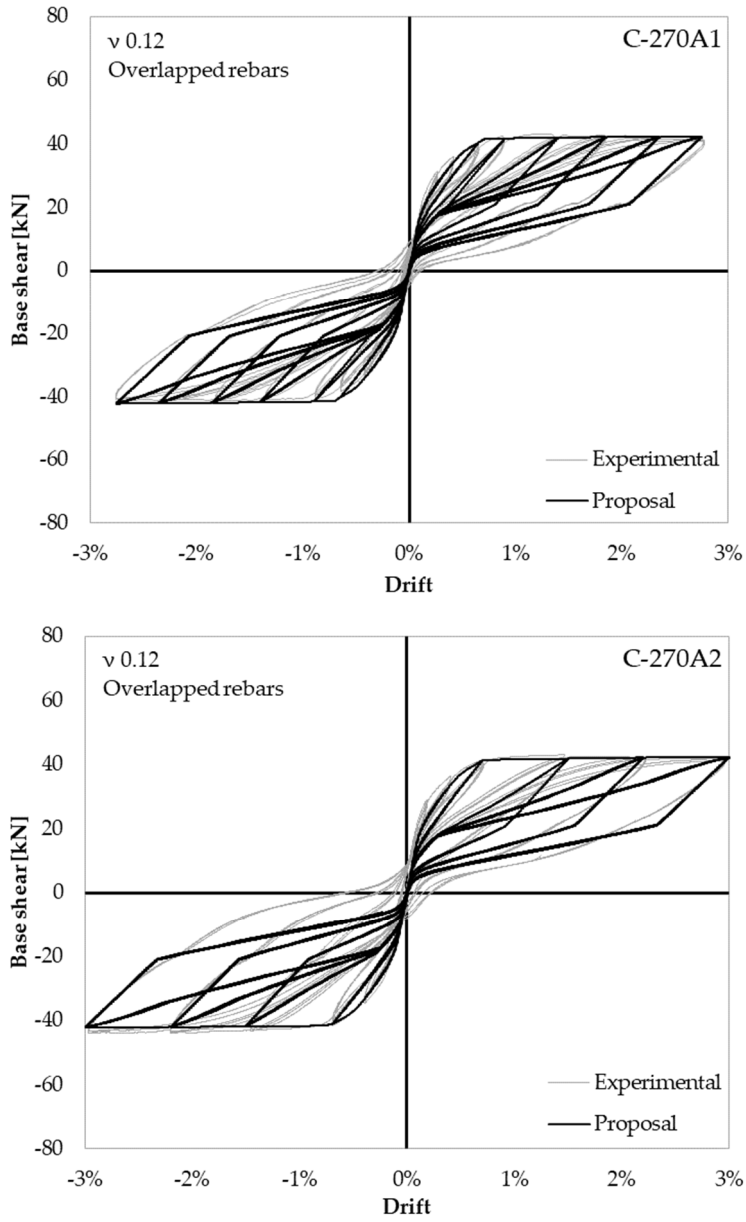 80
ν 0.12
C-270A1
Overlapped rebars
60
40
20
0
-20
-40
-60
-80
Base shear [kN]
Experimental
Proposal
-3% -2% -1% 0% 1% 2% 3%
Drift
80
ν 0.12
C-270A2
Overlapped rebars
60
40
20
0
-20
-40
-60
-80
Base shear [kN]
Experimental
Proposal
-3% -2% -1% 0% 1% 2% 3%
Drift